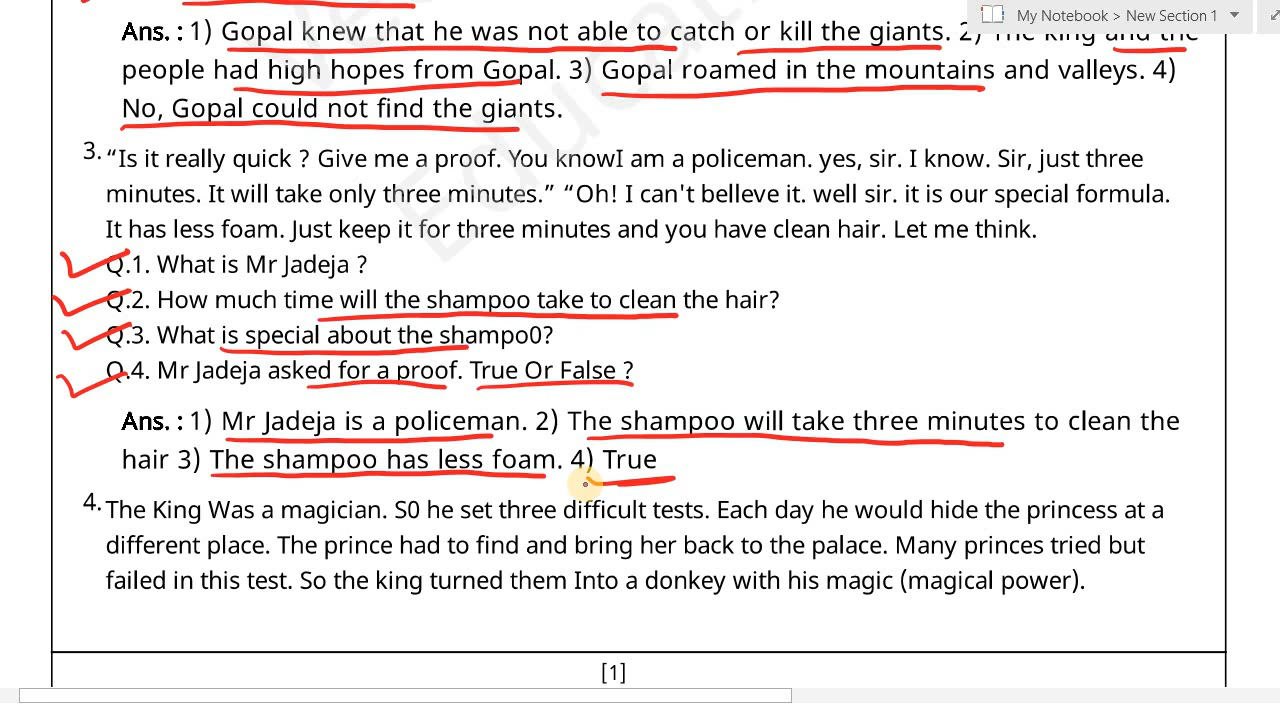 My Notebook > New Section 1
Ans. : 1) Gopal knew that he was not able to catch or kill the giants. 2) The King and the
people had high hopes from Gopal. 3) Gopal roamed in the mountains and valleys. 4)
No, Gopal could not find the giants.
3. “Is it really quick ? Give me a proof. You knowI am a policeman. yes, sir. I know. Sir, just three
minutes. It will take only three minutes.” “Oh! I can't belleve it. well sir. it is our special formula.
It has less foam. Just keep it for three minutes and you have clean hair. Let me think.
Q.1. What is Mr Jadeja ?
Q.2. How much time will the shampoo take to clean the hair?
Q.3. What is special about the shampo0?
Q.4. Mr Jadeja asked for a proof. True Or False ?
Ans. : 1) Mr Jadeja is a policeman. 2) The shampoo will take three minutes to clean the
hair 3) The shampoo has less foam. 4) True
4. The King Was a magician. S0 he set three difficult tests. Each day he would hide the princess at a
different place. The prince had to find and bring her back to the palace. Many princes tried but
failed in this test. So the king turned them Into a donkey with his magic (magical power).
[1]